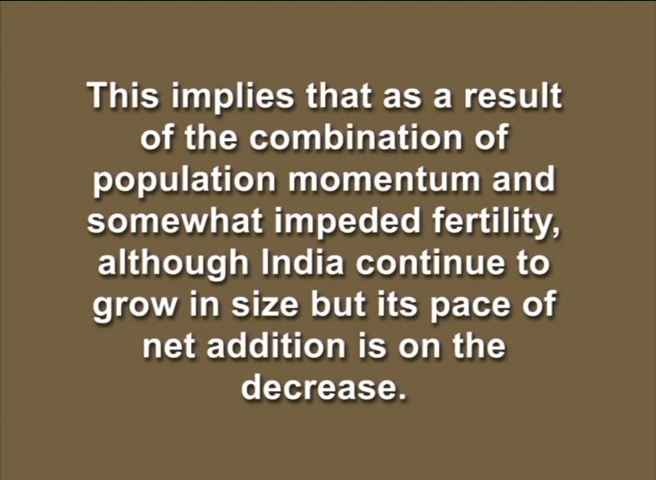 This implies that as a result
of the combination of
population momentum and
somewhat impeded fertility,
although India continue to
grow in size but its pace of
net addition is on the
decrease.